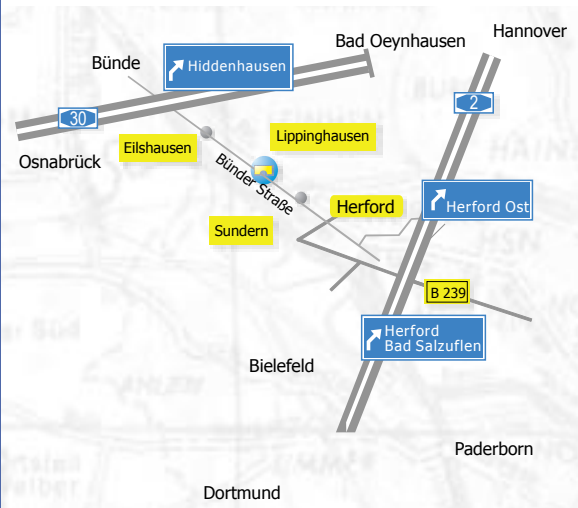 Hannover
Bad Oeynhausen
Bünde
Hiddenhausen
2
30
Lippinghausen
Eilshausen
Osnabrück
Bünder Straße
Herford
Herford Ost
Sundern
B 239
Herford
Bad Salzuflen
Bielefeld
Paderborn
Dortmund